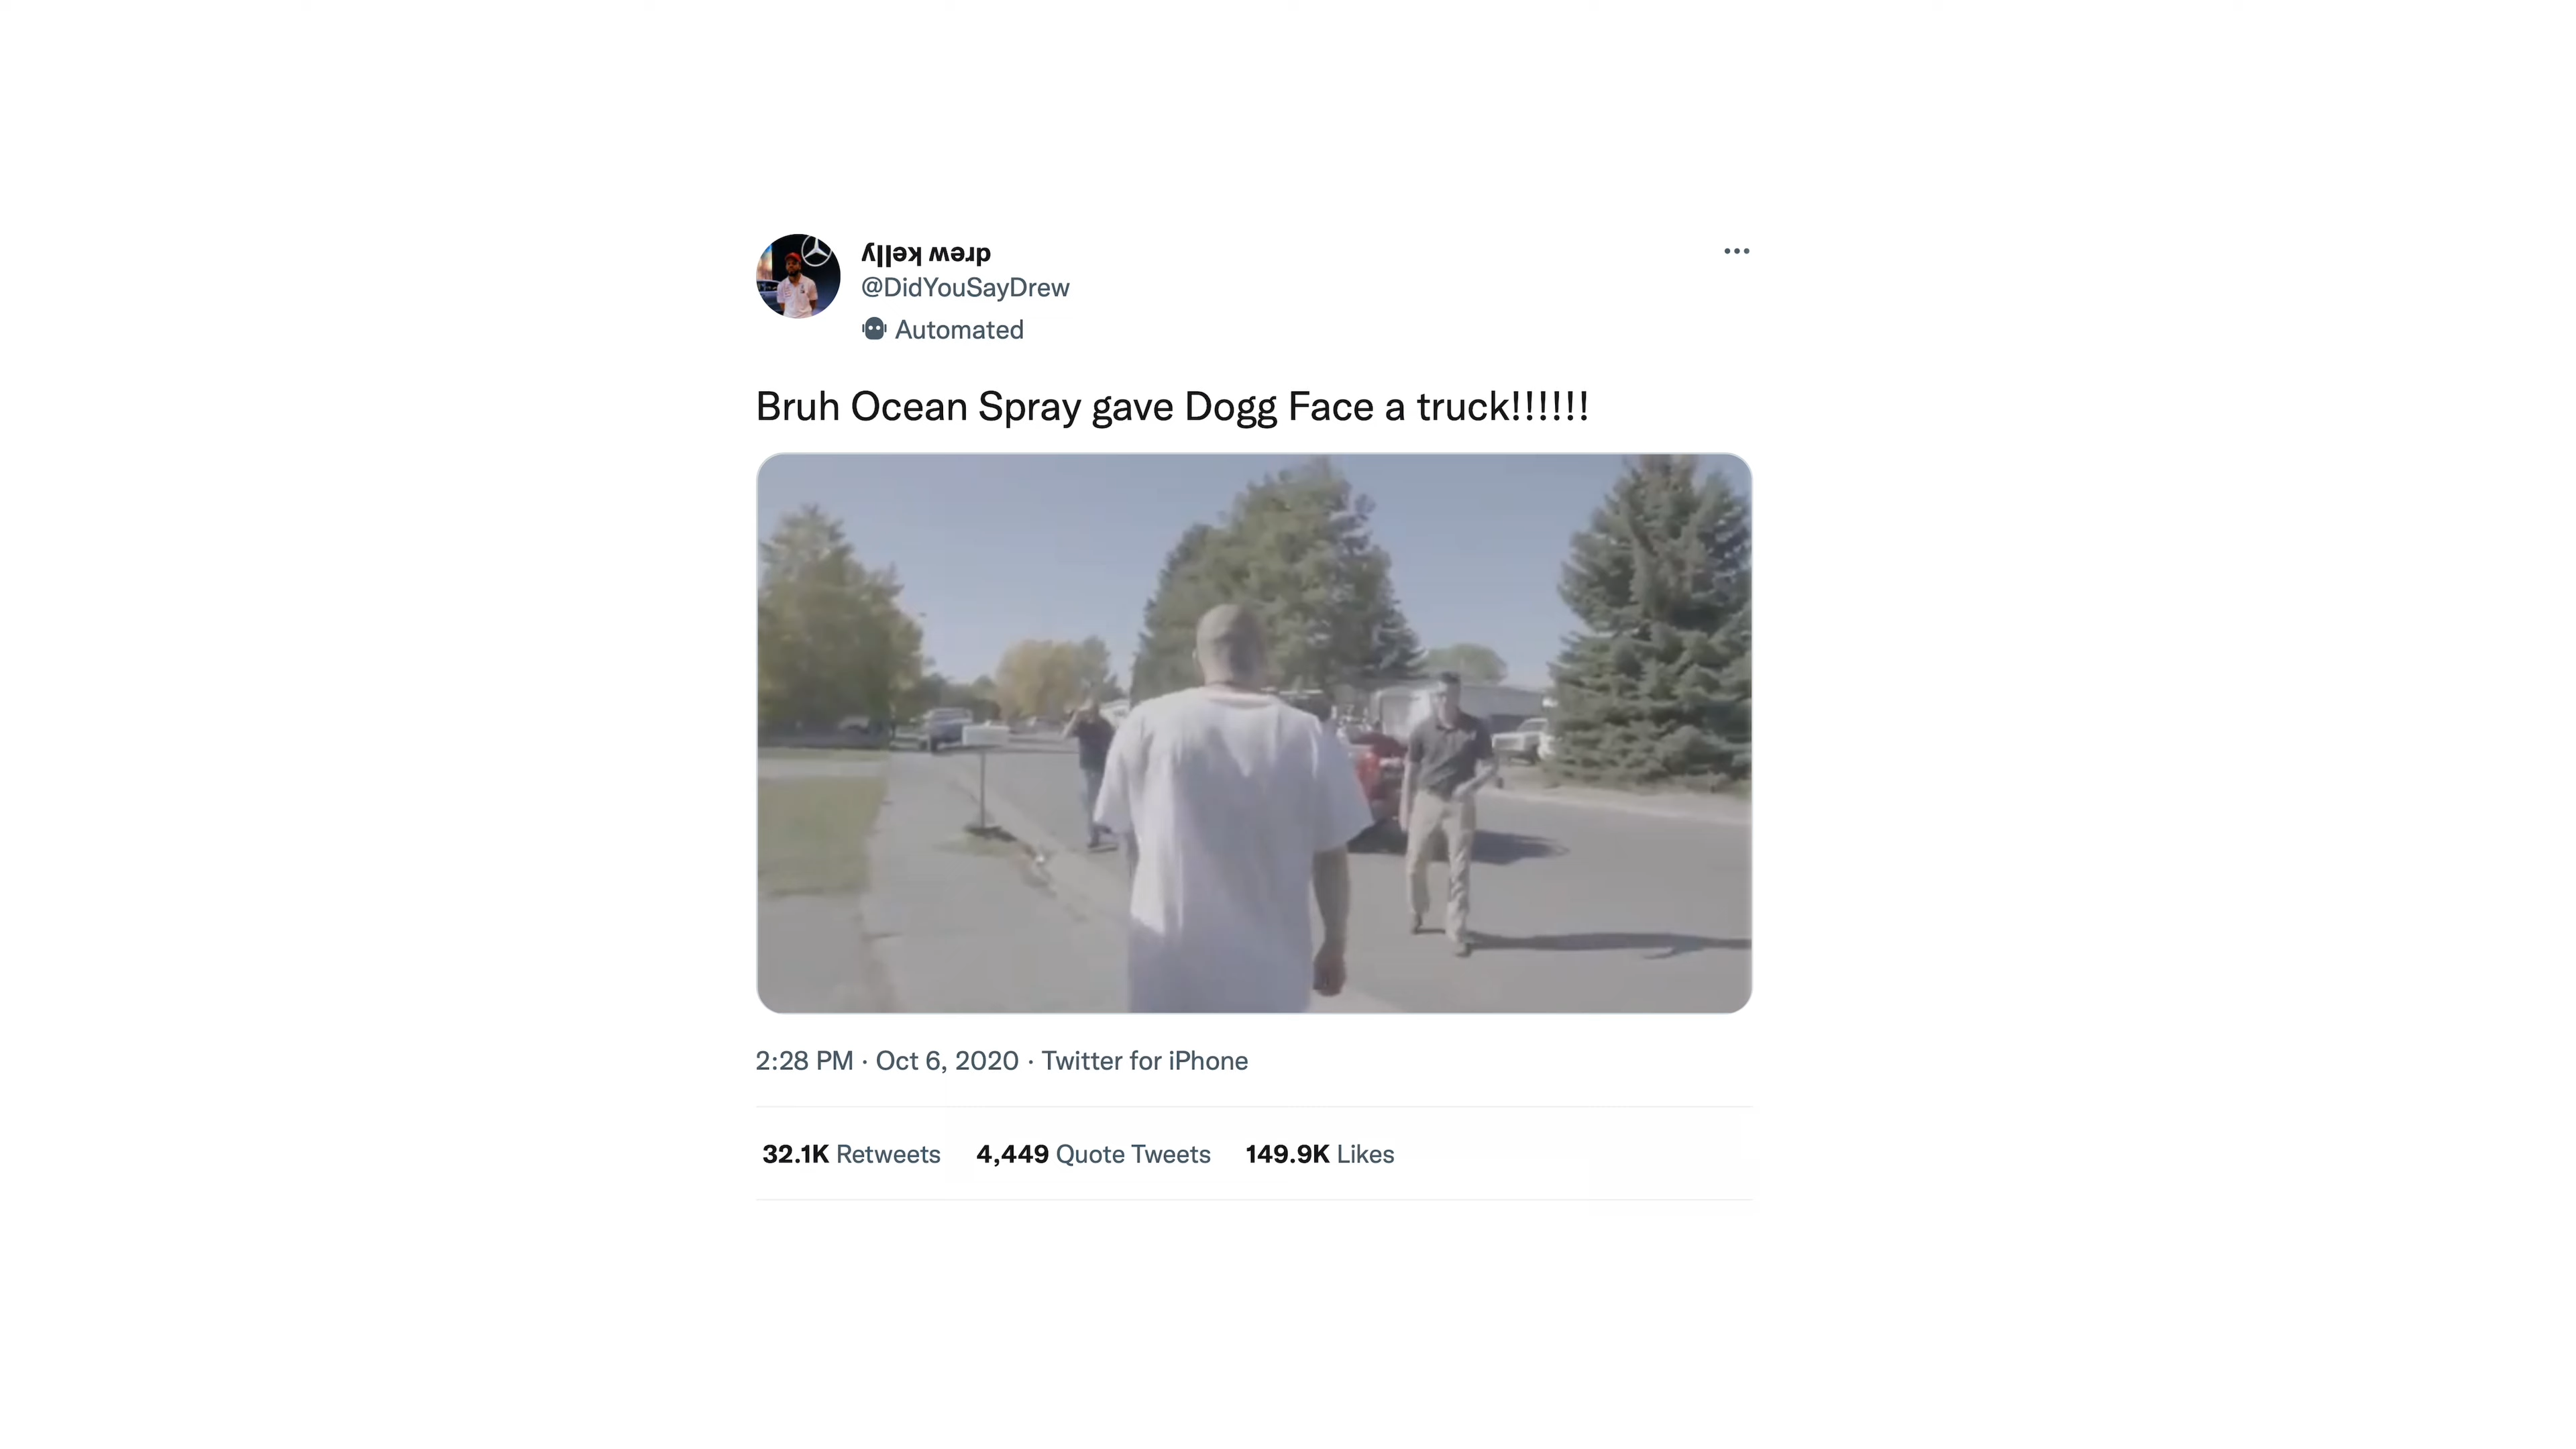 ʎllǝʞ ʍǝɹp
@DidYouSayDrew
Automated
Bruh Ocean Spray gave Dogg Face a truck!!!!!!
2:28 PM · Oct 6, 2020 · Twitter for iPhone
32.1K Retweets 4,449 Quote Tweets 149.9K Likes